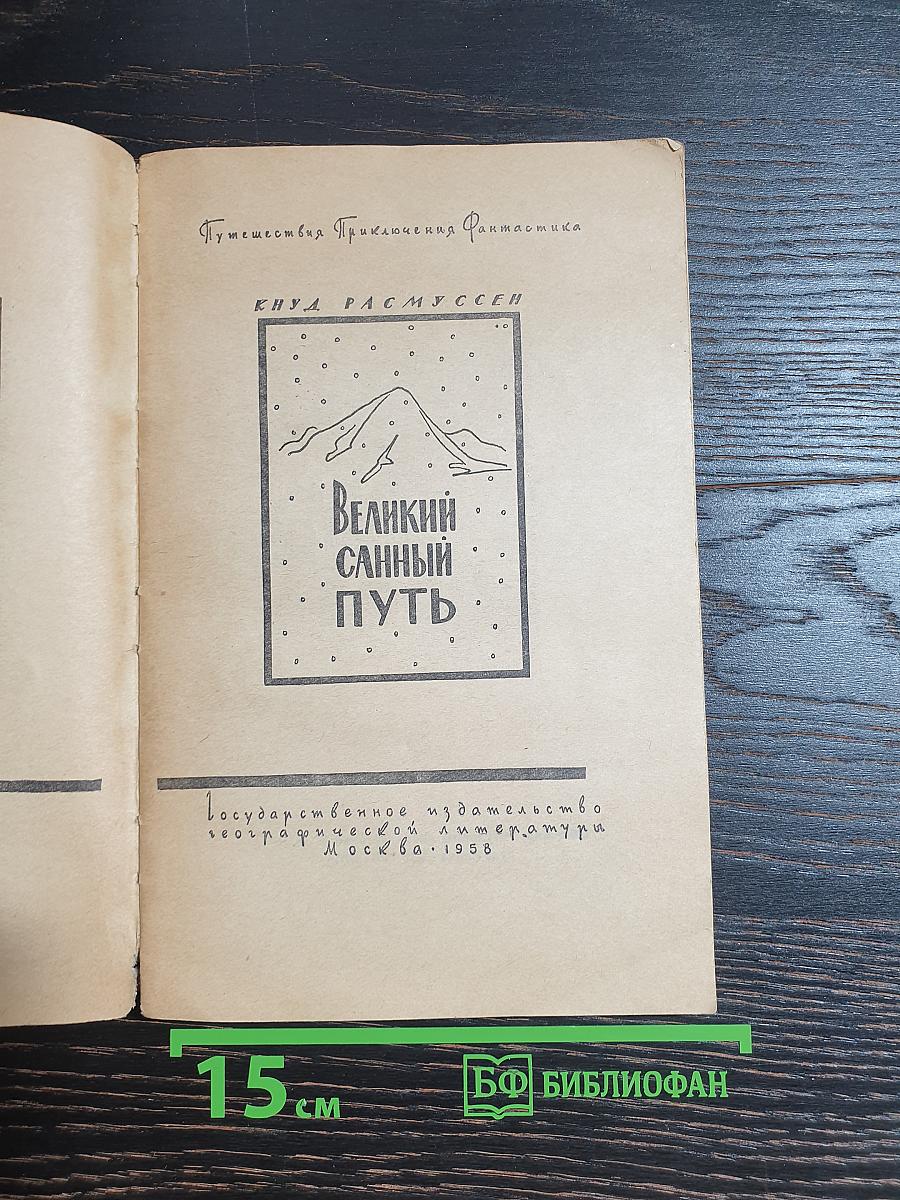 Путешествия Приключения Фантастика
КНУД РАСМУССЕН
ВЕЛИКИЙ
САННЫЙ
ПУТЬ
Государственное издательство
географической литературы
Москва · 1958
15 см
БФ БИБЛИОФАН